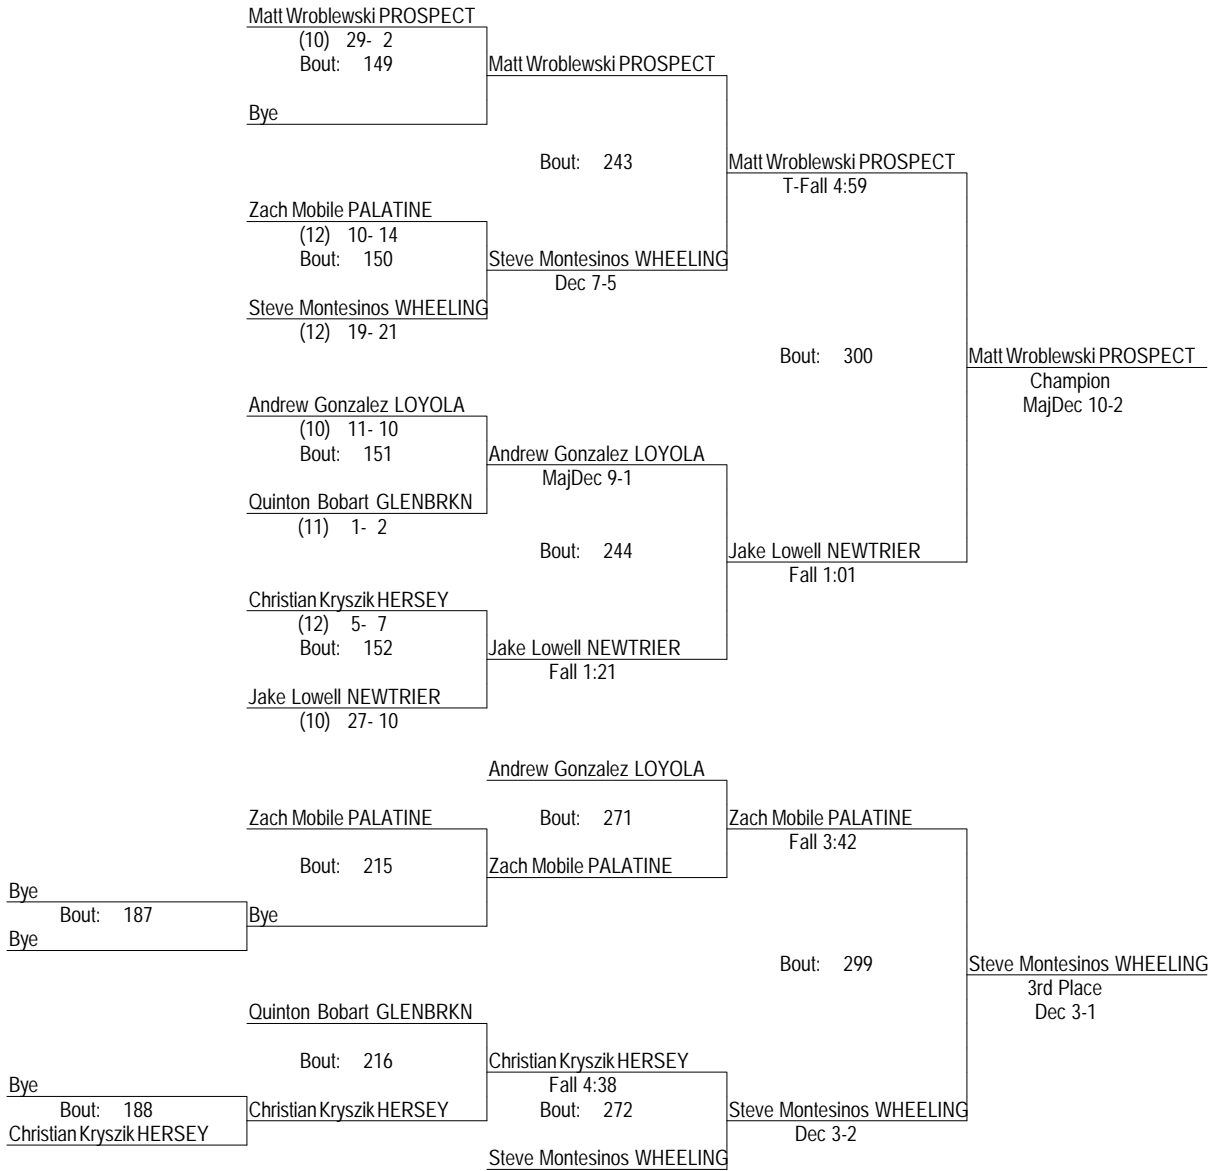 Matt Wroblewski PROSPECT
(10) 29- 2
Bout: 149
Matt Wroblewski PROSPECT
Bye
Bout: 243
Matt Wroblewski PROSPECT
T-Fall 4:59
Zach Mobile PALATINE
(12) 10- 14
Bout: 150
Steve Montesinos WHEELING
Dec 7-5
Steve Montesinos WHEELING
(12) 19- 21
Bout: 300
Matt Wroblewski PROSPECT
Champion
MajDec 10-2
Andrew Gonzalez LOYOLA
(10) 11- 10
Bout: 151
Andrew Gonzalez LOYOLA
MajDec 9-1
Quinton Bobart GLENBRKN
(11) 1- 2
Bout: 244
Jake Lowell NEWTRIER
Fall 1:01
Christian Kryszik HERSEY
(12) 5- 7
Bout: 152
Jake Lowell NEWTRIER
Fall 1:21
Jake Lowell NEWTRIER
(10) 27- 10
Andrew Gonzalez LOYOLA
Zach Mobile PALATINE
Bout: 271
Zach Mobile PALATINE
Fall 3:42
Bout: 215
Zach Mobile PALATINE
Bye
Bout: 187
Bye
Bye
Bout: 299
Steve Montesinos WHEELING
3rd Place
Dec 3-1
Quinton Bobart GLENBRKN
Bout: 216
Christian Kryszik HERSEY
Fall 4:38
Bye
Bout: 188
Christian Kryszik HERSEY
Bout: 272
Steve Montesinos WHEELING
Dec 3-2
Christian Kryszik HERSEY
Steve Montesinos WHEELING